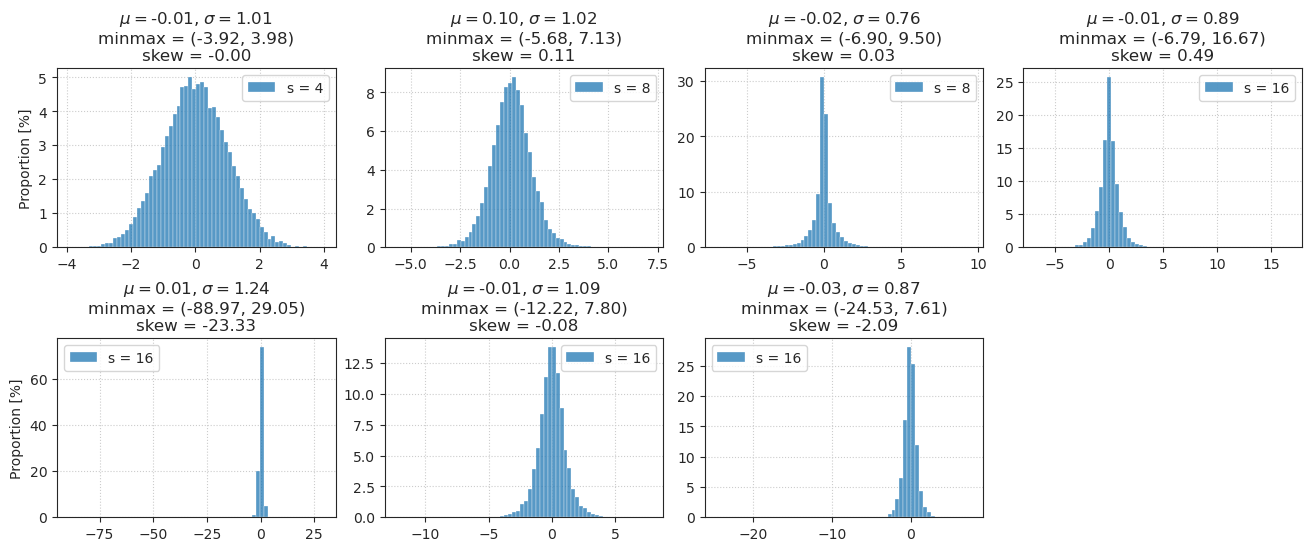 μ = -0.01, σ = 1.01
minmax = (-3.92, 3.98)
skew = -0.00
Proportion [%]
5
4
3
2
1
0
s = 4
−4 −2 0 2 4
μ = 0.10, σ = 1.02
minmax = (-5.68, 7.13)
skew = 0.11
8
6
4
2
0
s = 8
−5.0 −2.5 0.0 2.5 5.0 7.5
μ = -0.02, σ = 0.76
minmax = (-6.90, 9.50)
skew = 0.03
30
20
10
0
s = 8
−5 0 5 10
μ = -0.01, σ = 0.89
minmax = (-6.79, 16.67)
skew = 0.49
25
20
15
10
5
0
s = 16
−5 0 5 10 15
μ = 0.01, σ = 1.24
minmax = (-88.97, 29.05)
skew = -23.33
Proportion [%]
60
40
20
0
s = 16
−75 −50 −25 0 25
μ = -0.01, σ = 1.09
minmax = (-12.22, 7.80)
skew = -0.08
12.5
10.0
7.5
5.0
2.5
0.0
s = 16
−10 −5 0 5
μ = -0.03, σ = 0.87
minmax = (-24.53, 7.61)
skew = -2.09
25
20
15
10
5
0
s = 16
−20 −10 0